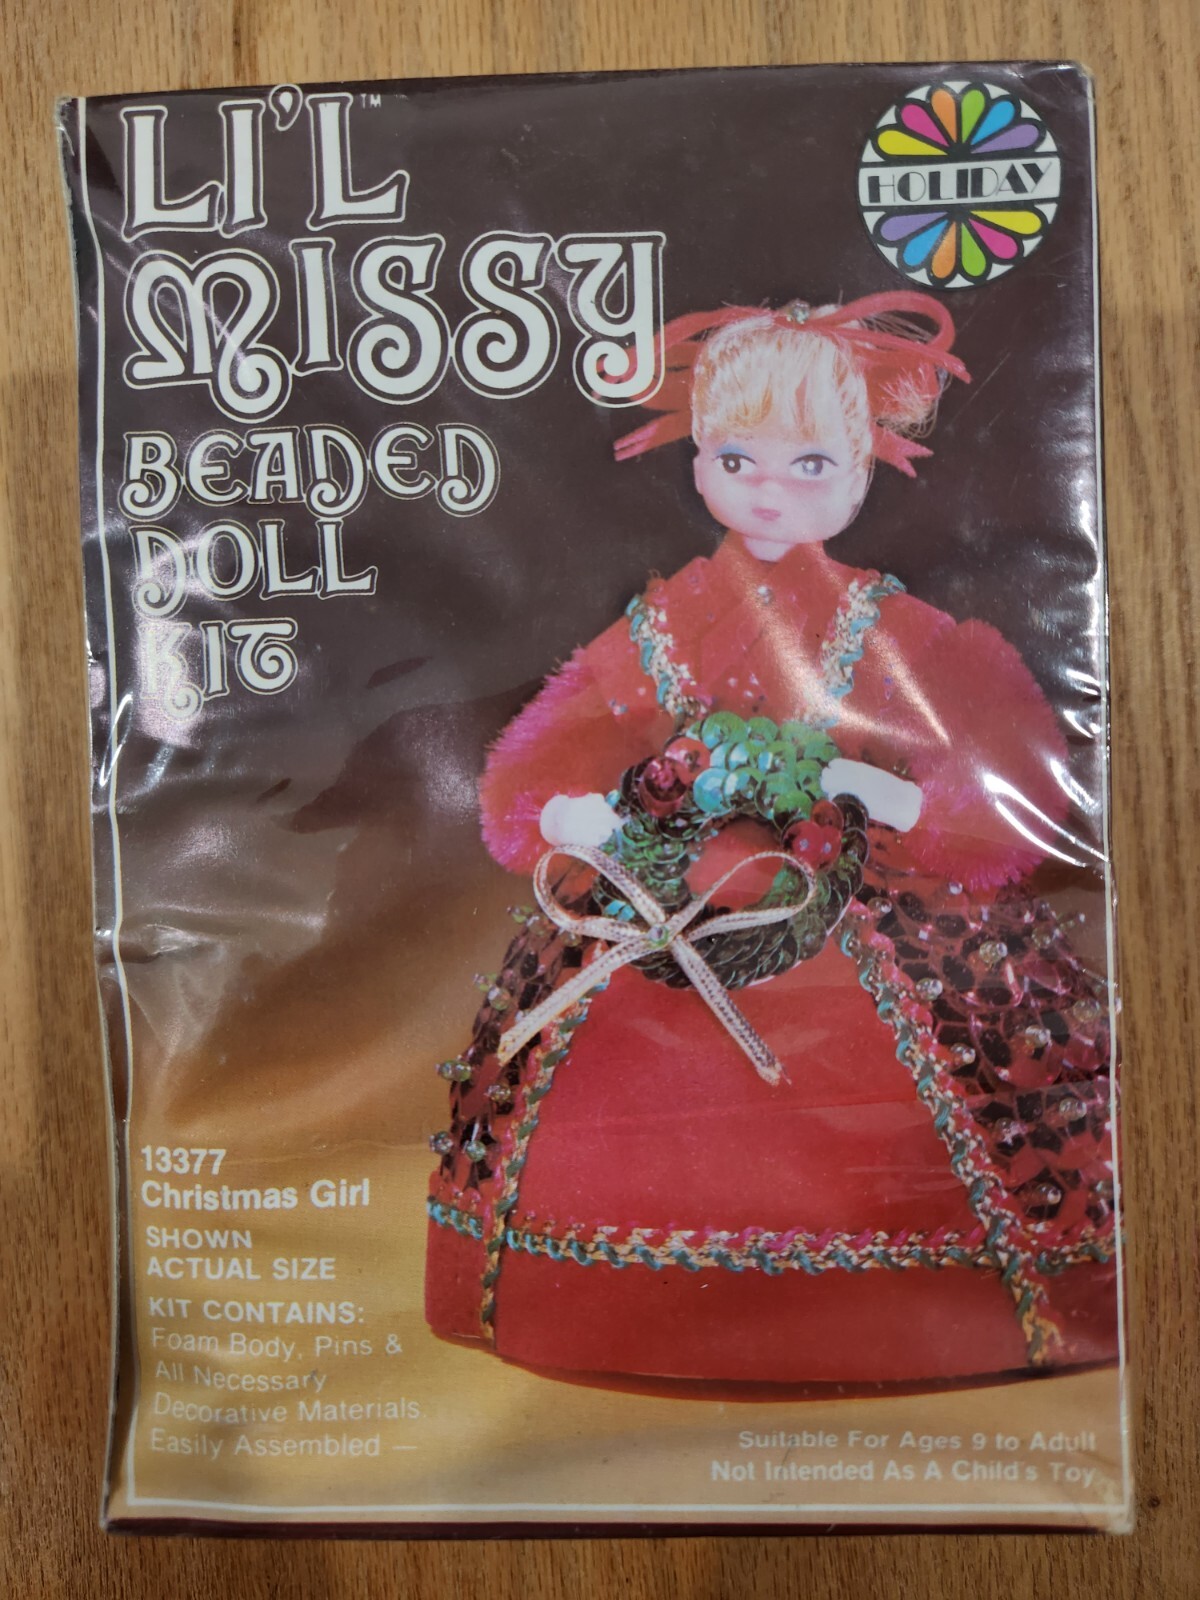 LI'L™
MISSY
BEADED
DOLL
KIT
HOLIDAY
13377
Christmas Girl
SHOWN
ACTUAL SIZE
KIT CONTAINS:
Foam Body, Pins &
All Necessary
Decorative Materials.
Easily Assembled —
Suitable For Ages 9 to Adult
Not Intended As A Child's Toy